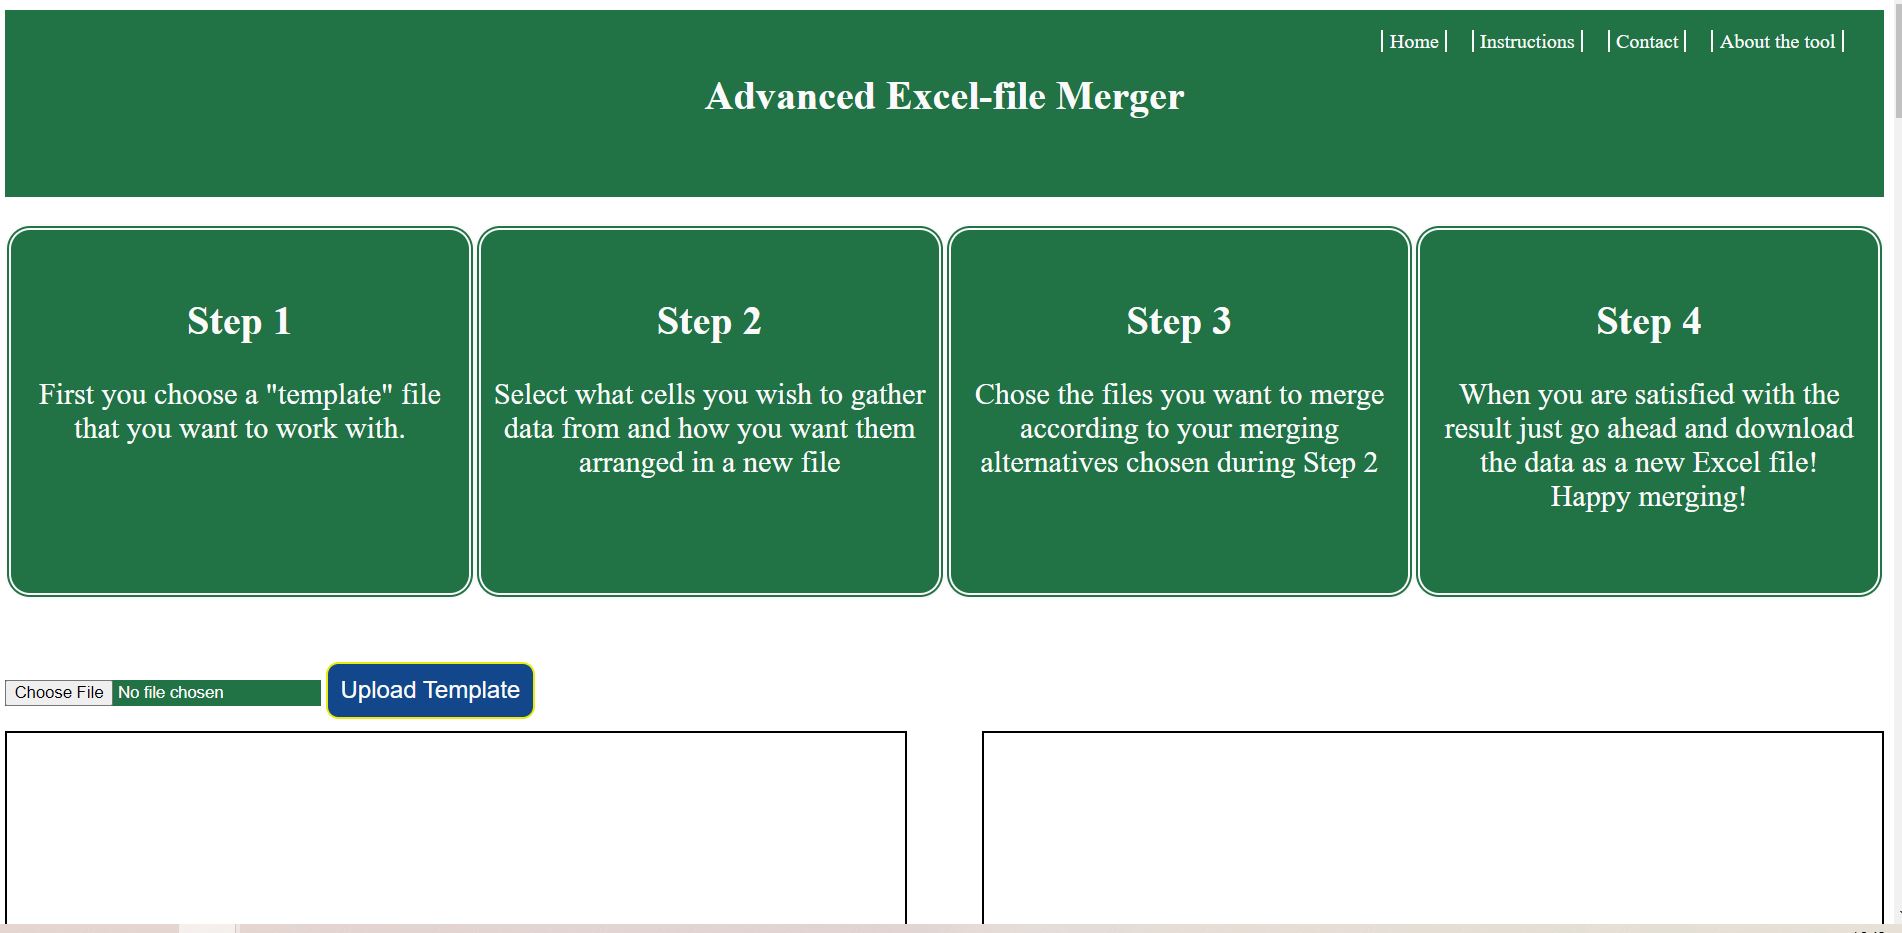 Home Instructions Contact About the tool
Advanced Excel-file Merger
Step 1
First you choose a "template" file
that you want to work with.
Step 2
Select what cells you wish to gather
data from and how you want them
arranged in a new file
Step 3
Chose the files you want to merge
according to your merging
alternatives chosen during Step 2
Step 4
When you are satisfied with the
result just go ahead and download
the data as a new Excel file!
Happy merging!
Choose File No file chosen Upload Template